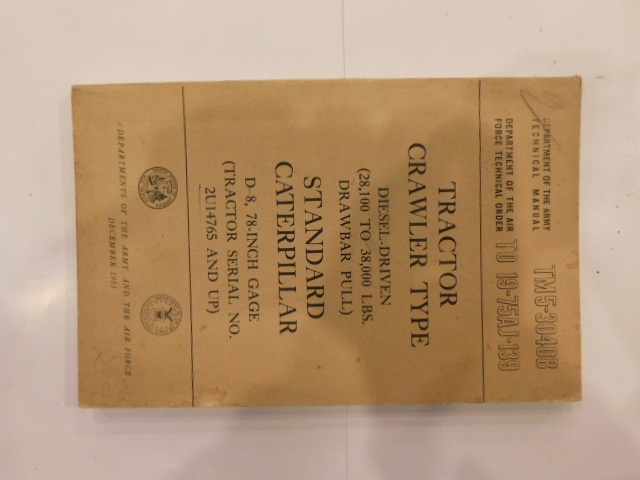 DEPARTMENT OF THE ARMY
TECHNICAL MANUAL
TM5-3040B
DEPARTMENT OF THE AIR
FORCE TECHNICAL ORDER
TO 19-75AJ-139
TRACTOR
CRAWLER TYPE
DIESEL-DRIVEN
(28,100 TO 38,000 LBS.
DRAWBAR PULL)
STANDARD
CATERPILLAR
D-8, 78-INCH GAGE
(TRACTOR SERIAL NO.
2U14765 AND UP)
DEPARTMENTS OF THE ARMY AND THE AIR FORCE
DECEMBER 1951